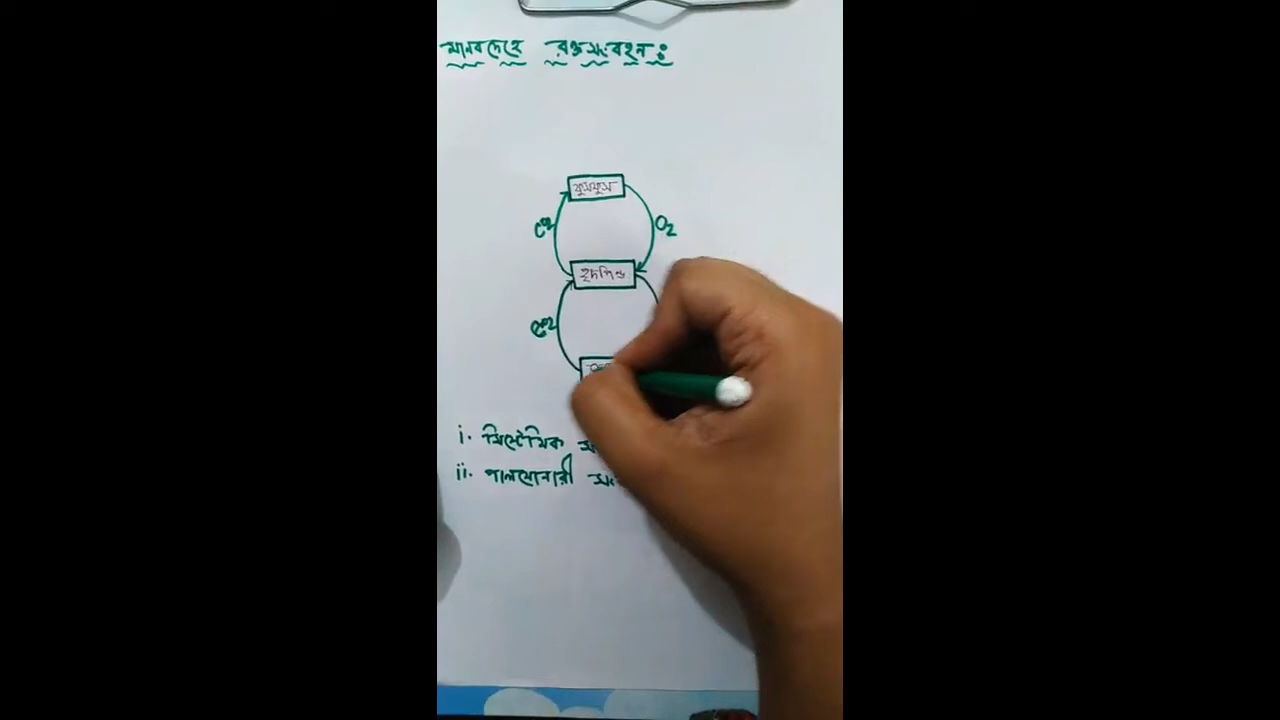 মানবদেহে রক্তসংবহন :
ফুসফুস
CO2
O2
হৃদপিন্ড
CO2
i. সিস্টেমিক
ii. পালমোনারী